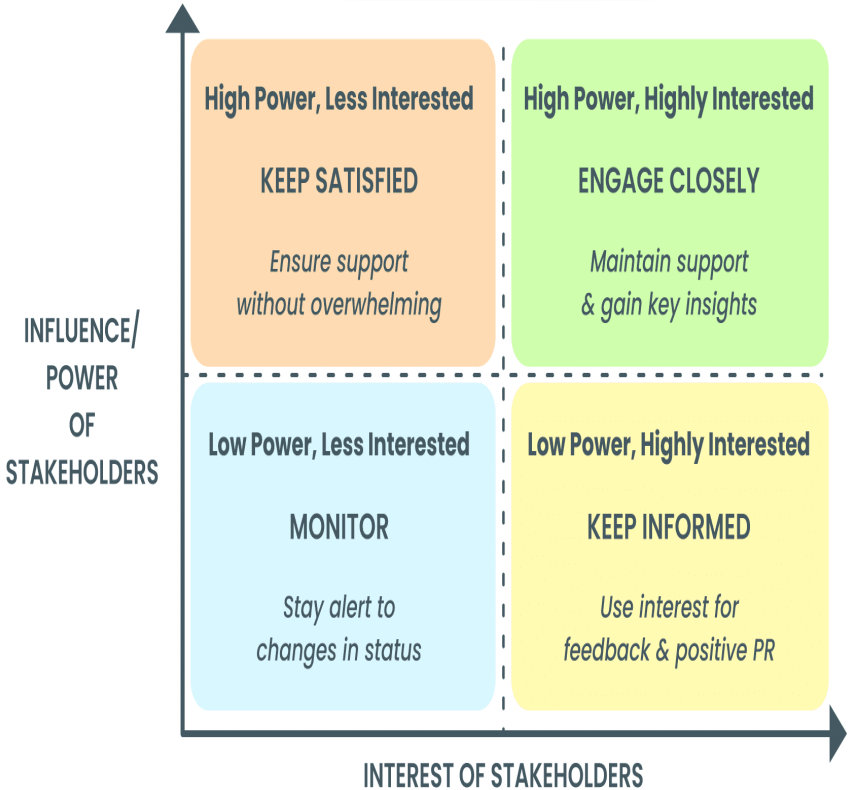 High Power, Less Interested
KEEP SATISFIED
Ensure support
without overwhelming
High Power, Highly Interested
ENGAGE CLOSELY
Maintain support
& gain key insights
INFLUENCE/
POWER
OF
STAKEHOLDERS
Low Power, Less Interested
MONITOR
Stay alert to
changes in status
Low Power, Highly Interested
KEEP INFORMED
Use interest for
feedback & positive PR
INTEREST OF STAKEHOLDERS